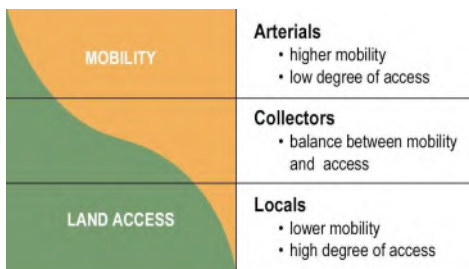 MOBILITY
Arterials
• higher mobility
• low degree of access
Collectors
• balance between mobility
and access
LAND ACCESS
Locals
• lower mobility
• high degree of access